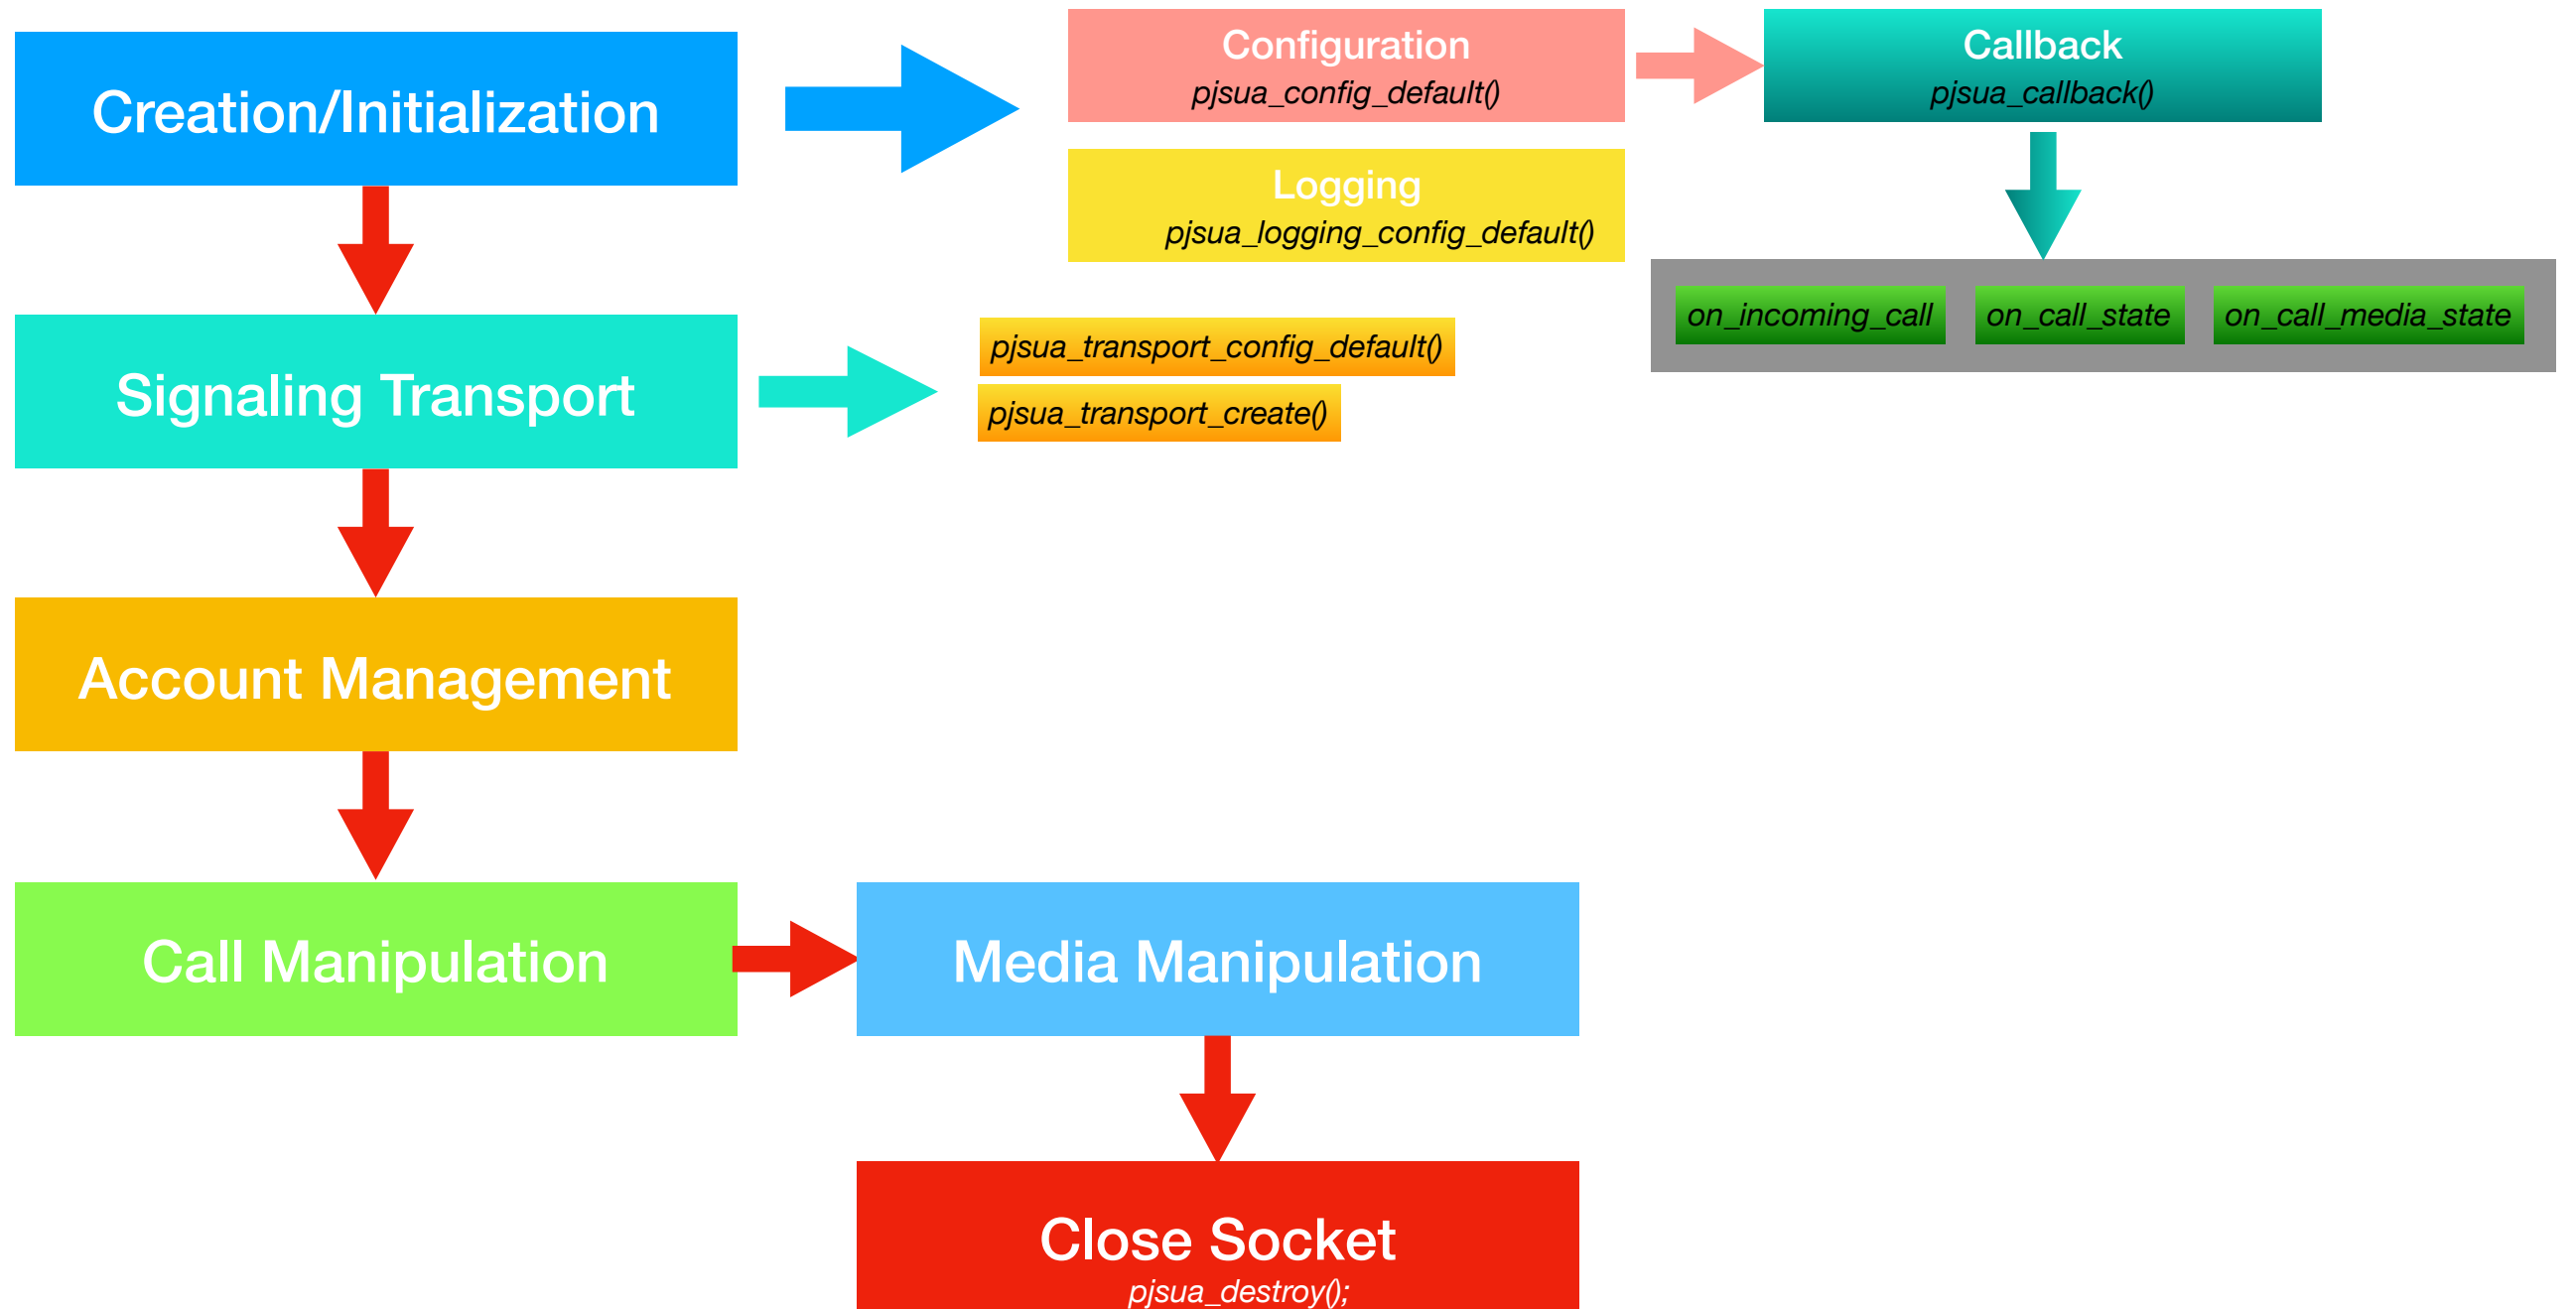 Creation/Initialization
Configuration
pjsua_config_default()
Callback
pjsua_callback()
Logging
pjsua_logging_config_default()
on_incoming_call
on_call_state
on_call_media_state
Signaling Transport
pjsua_transport_config_default()
pjsua_transport_create()
Account Management
Call Manipulation
Media Manipulation
Close Socket
pjsua_destroy();